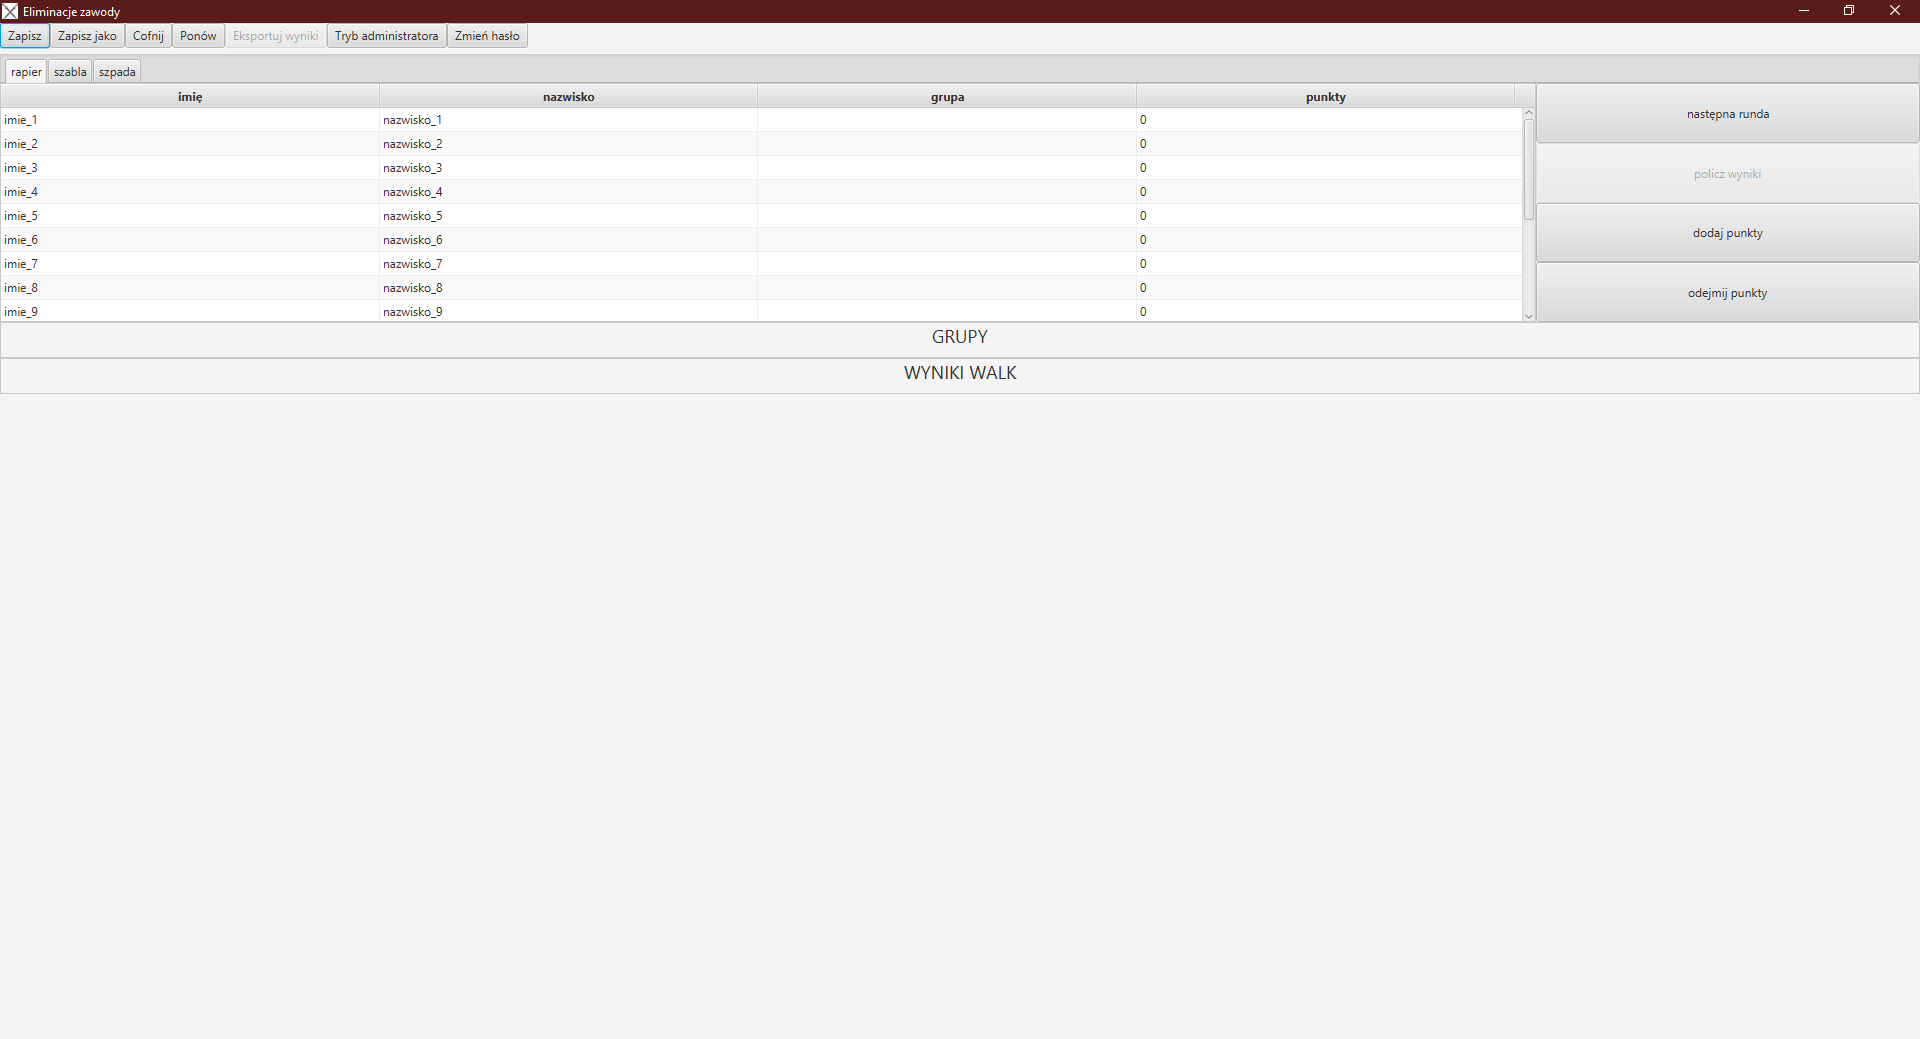 Eliminacje zawody
Zapisz Zapisz jako Cofnij Ponów Eksportuj wyniki Tryb administratora Zmień hasło
rapier szabla szpada
imię nazwisko grupa punkty
imie_1 nazwisko_1 0
imie_2 nazwisko_2 0
imie_3 nazwisko_3 0
imie_4 nazwisko_4 0
imie_5 nazwisko_5 0
imie_6 nazwisko_6 0
imie_7 nazwisko_7 0
imie_8 nazwisko_8 0
imie_9 nazwisko_9 0
następna runda
policz wyniki
dodaj punkty
odejmij punkty
GRUPY
WYNIKI WALK